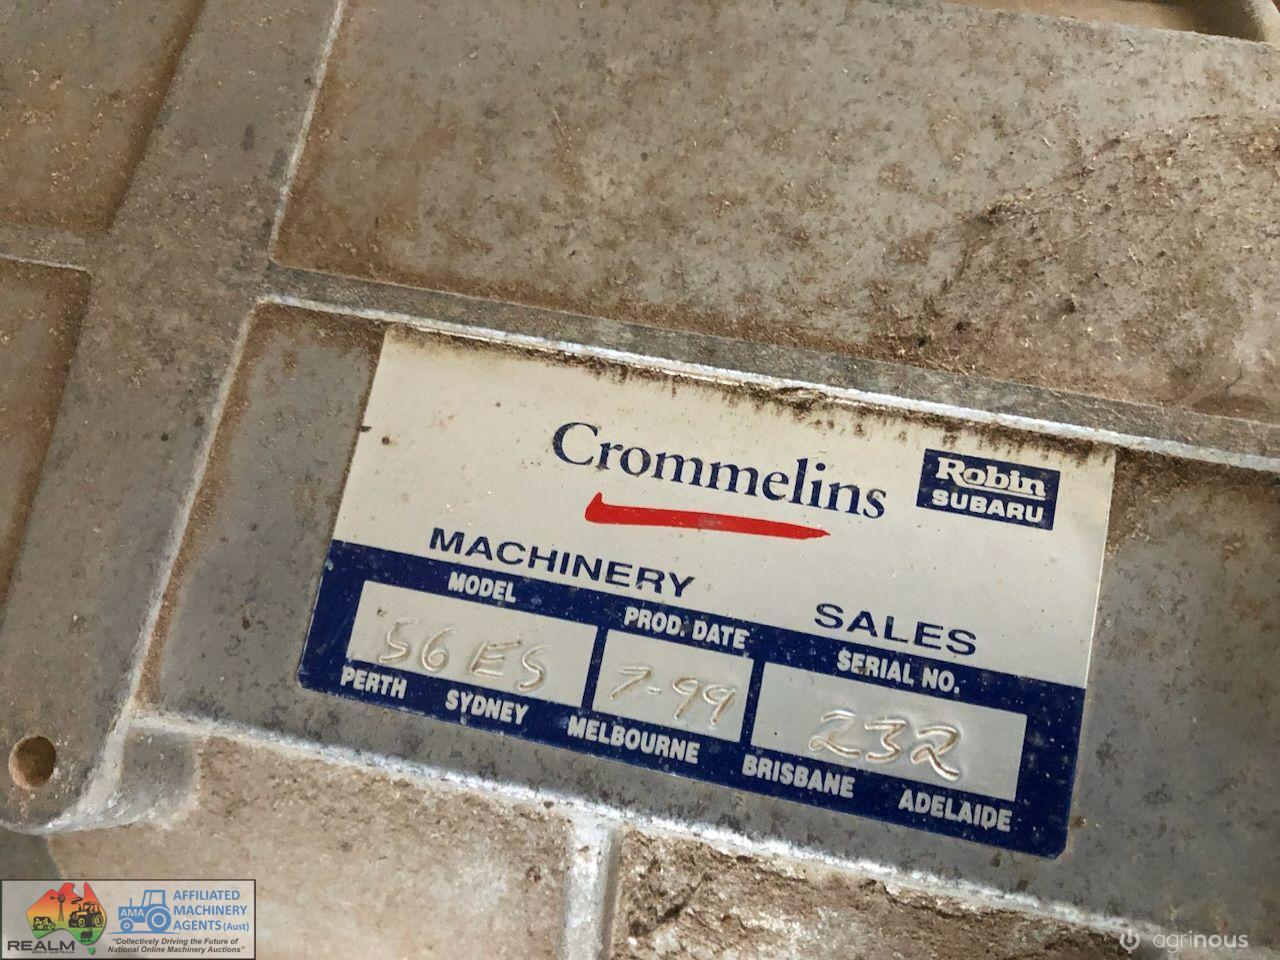 Crommelins
Robin
SUBARU
MACHINERY SALES
MODEL PROD. DATE SERIAL NO.
56ES 7-99 232
PERTH SYDNEY MELBOURNE BRISBANE ADELAIDE
REALM
AMA
AFFILIATED
MACHINERY
AGENTS (Aust)
"Collectively Driving the Future of
National Online Machinery Auctions"
agrinous